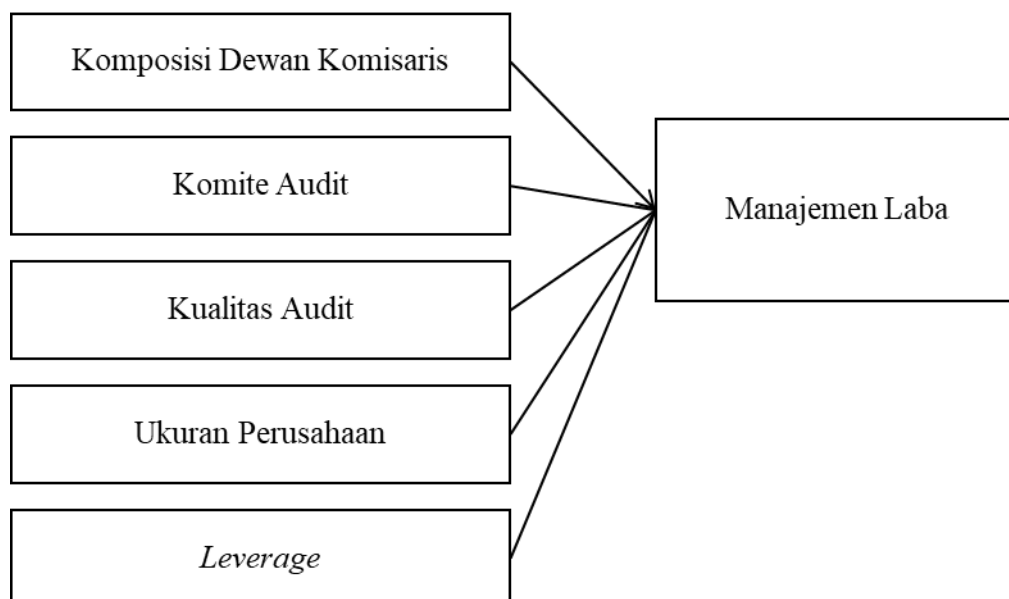 Komposisi Dewan Komisaris
Komite Audit
Manajemen Laba
Kualitas Audit
Ukuran Perusahaan
Leverage